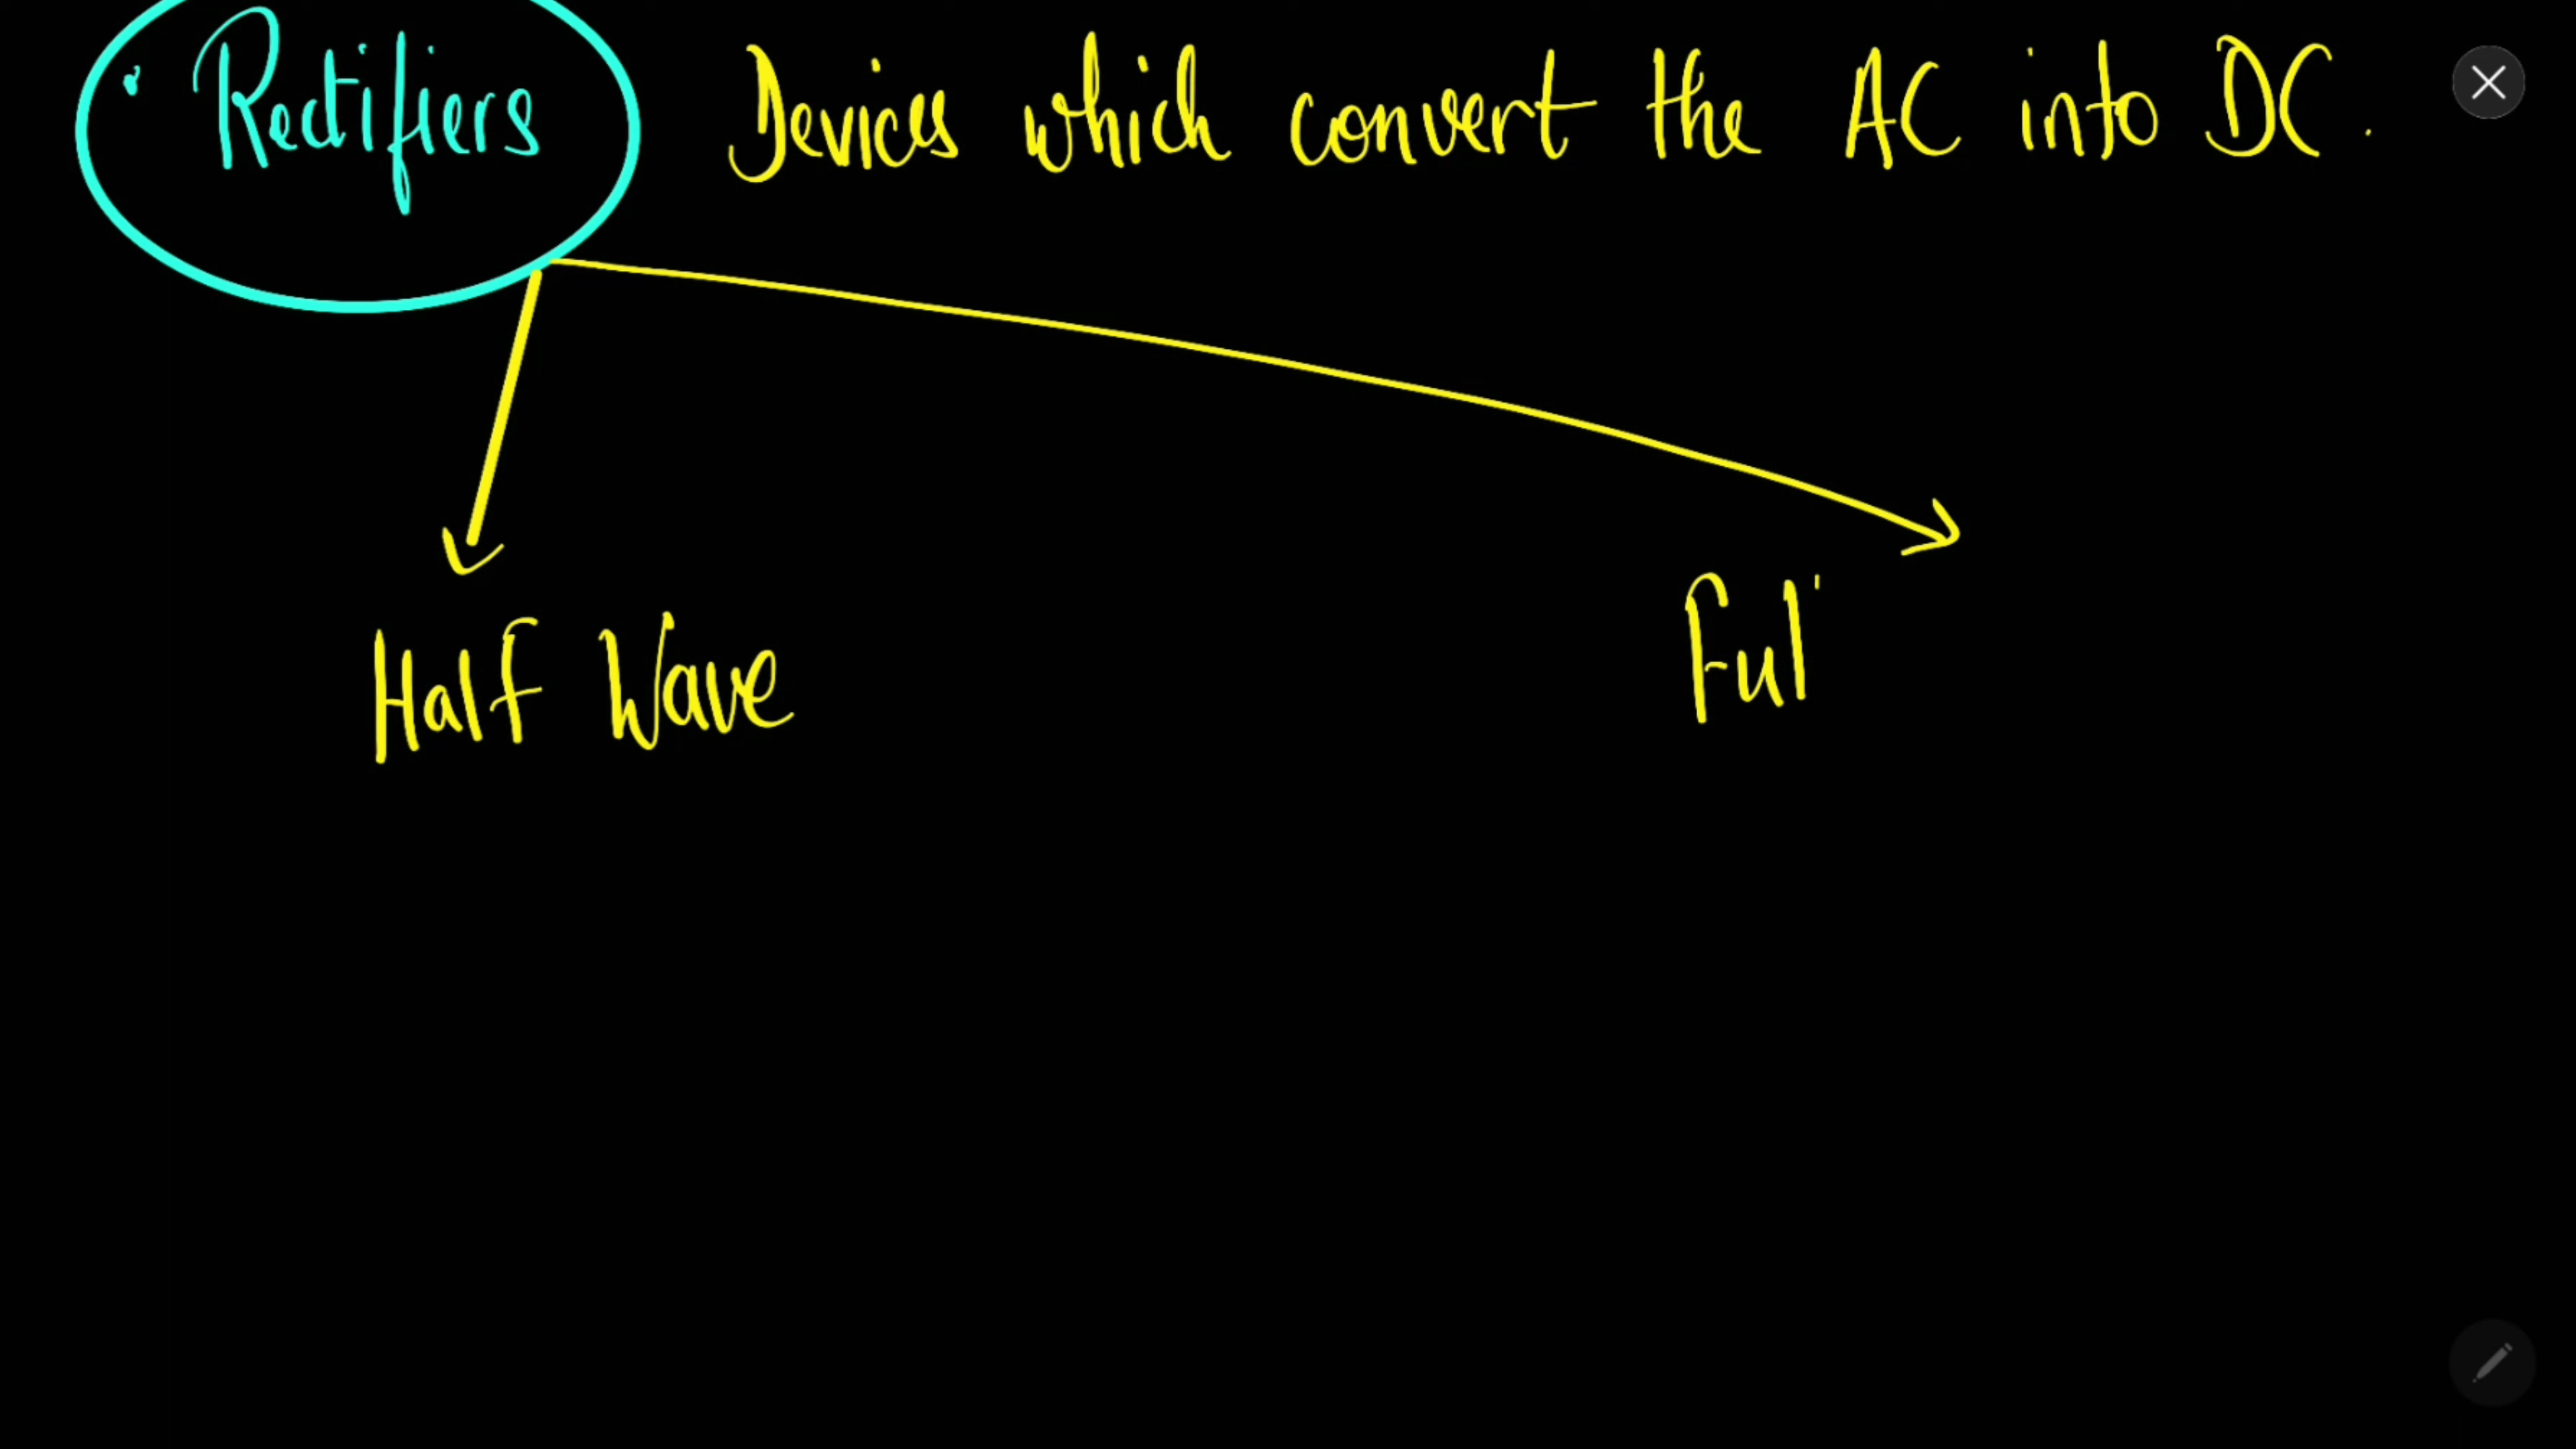 • Rectifiers Devices which convert the AC into DC.
Half Wave
Ful